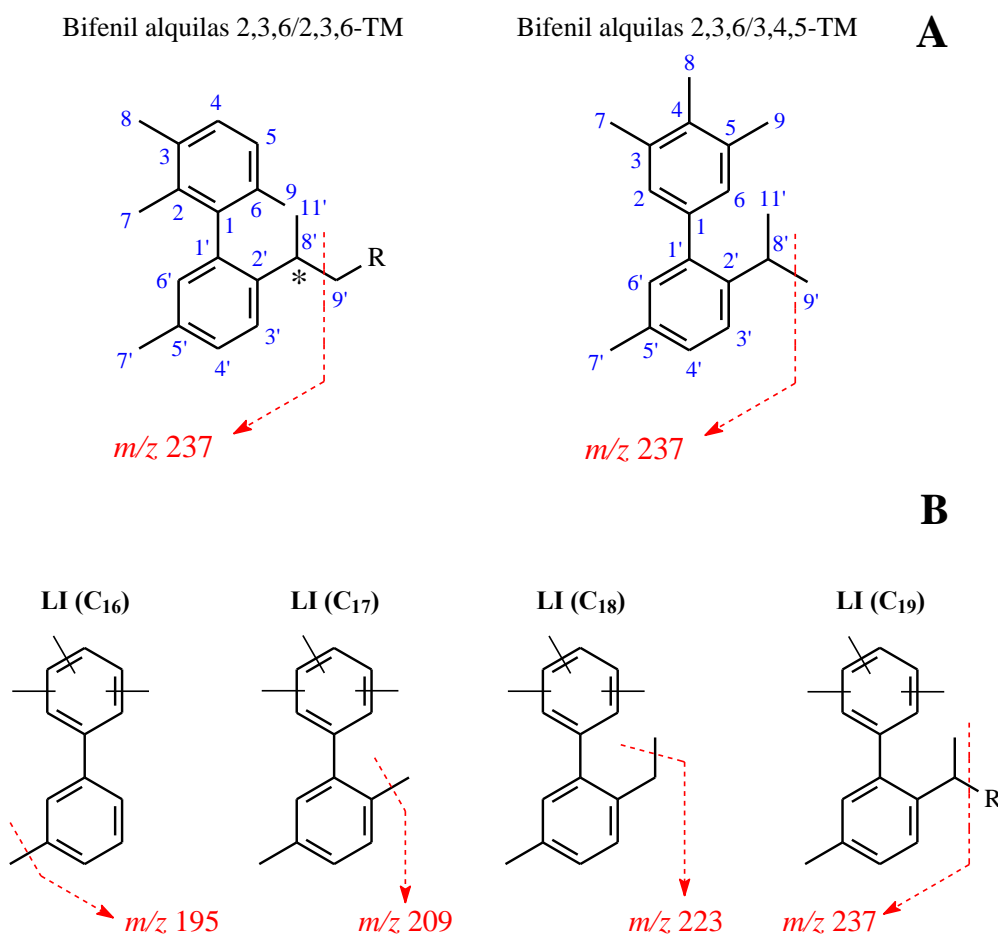 Bifenil alquilas 2,3,6/2,3,6-TM
Bifenil alquilas 2,3,6/3,4,5-TM
A
8
4
3
5
7
2
6
9
1
11'
1'
2'
8'
*
R
9'
6'
3'
5'
4'
7'
m/z 237
8
7
4
5
9
3
2
6
1
11'
1'
2'
8'
9'
6'
3'
5'
4'
7'
m/z 237
B
LI (C16)
LI (C17)
LI (C18)
LI (C19)
R
m/z 195
m/z 209
m/z 223
m/z 237